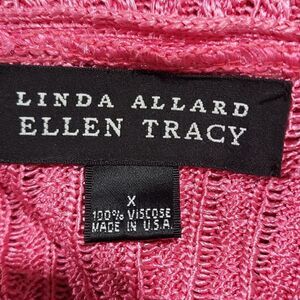 LINDA ALLARD
ELLEN TRACY
X
100% VISCOSE
MADE IN U.S.A.